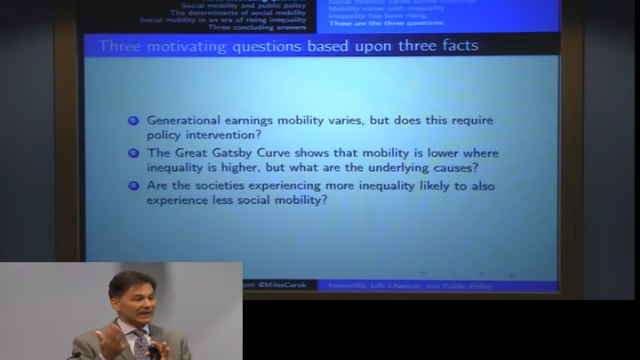 Social mobility and public policy
The determinants of social mobility
Social mobility in an era of rising inequality
Three concluding answers
Mobility varies with inequality
Inequality has been rising
These are the three questions
Three motivating questions based upon three facts
Generational earnings mobility varies, but does this require
policy intervention?
The Great Gatsby Curve shows that mobility is lower where
inequality is higher, but what are the underlying causes?
Are the societies experiencing more inequality likely to also
experience less social mobility?
@MilesCorak
Inequality, Life Chances, and Public Policy